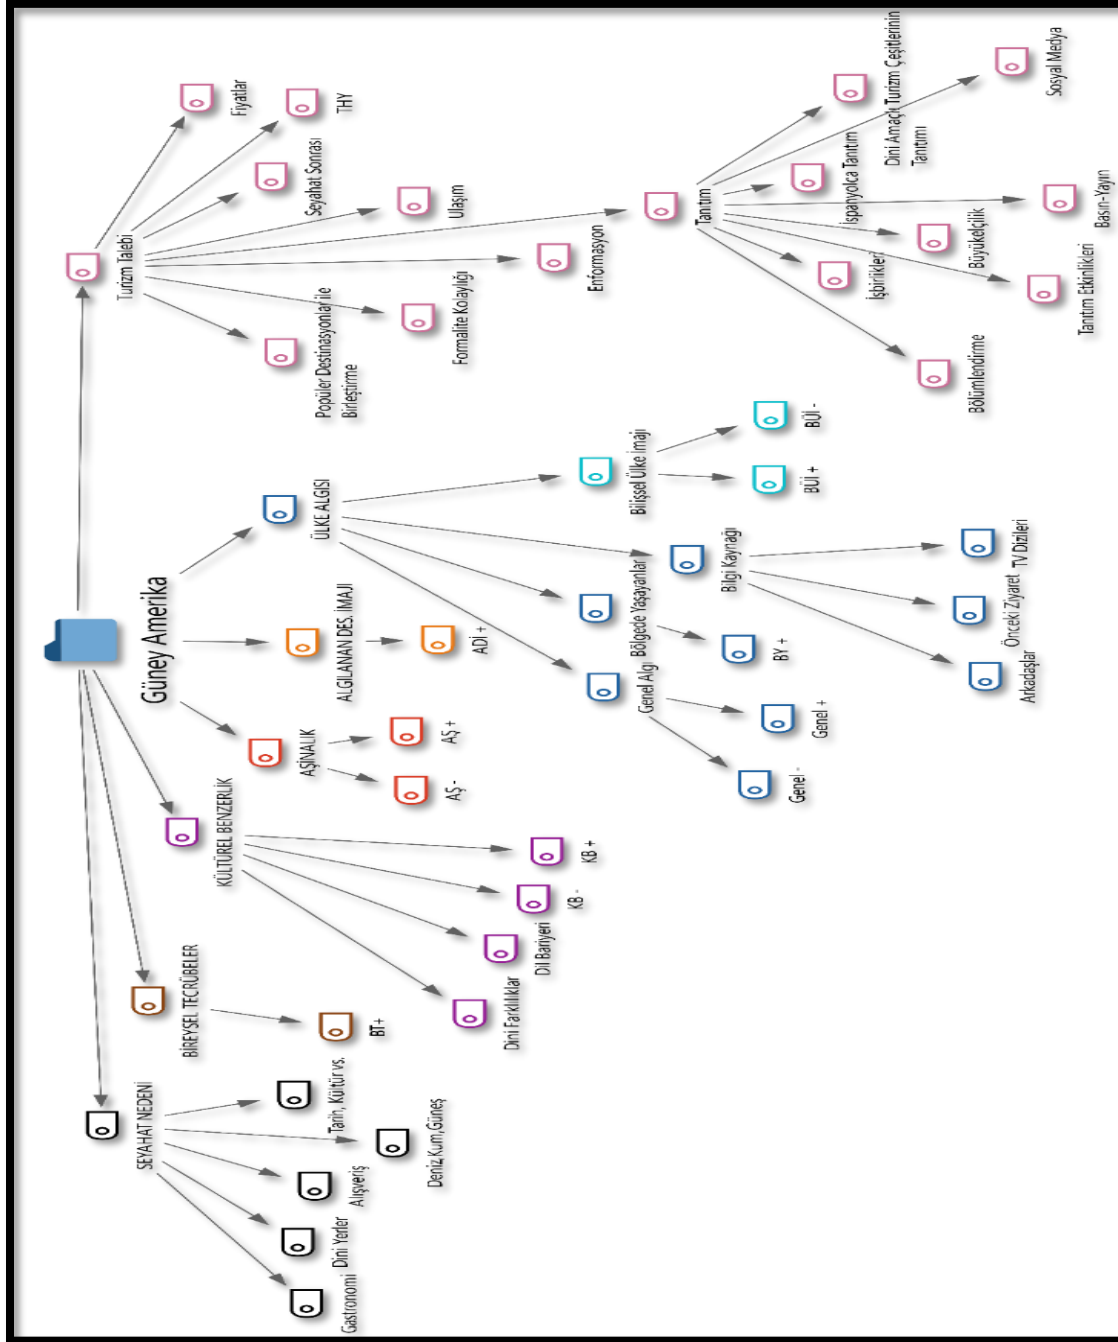 Güney Amerika
SEYAHAT NEDENİ
Gastronomi
Dini Yerler
Alışveriş
Deniz,Kum,Güneş
Tarih, Kültür vs.
BİREYSEL TECRÜBELER
BT+
KÜLTÜREL BENZERLİK
Dini Farklılıklar
Dil Bariyeri
KB -
KB +
AŞİNALIK
AŞ -
AŞ +
ALGILANAN DES. İMAJI
ADİ +
ÜLKE ALGISI
Genel Algı
Genel -
Genel +
Bölgede Yaşayanlar
BY +
Bilgi Kaynağı
Arkadaşlar
Önceki Ziyaret
TV Dizileri
Bilişsel Ülke İmajı
BÜİ +
BÜİ -
Turizm Talebi
Popüler Destinasyonlar ile
Birleştirme
Formalite Kolaylığı
Enformasyon
Ulaşım
Seyahat Sonrası
THY
Fiyatlar
Tanıtım
Bölümlendirme
İşbirlikleri
Tanıtım Etkinlikleri
Büyükelçilik
Basın-Yayın
İspanyolca Tanıtım
Dini Amaçlı Turizm Çeşitlerinin
Tanıtımı
Sosyal Medya